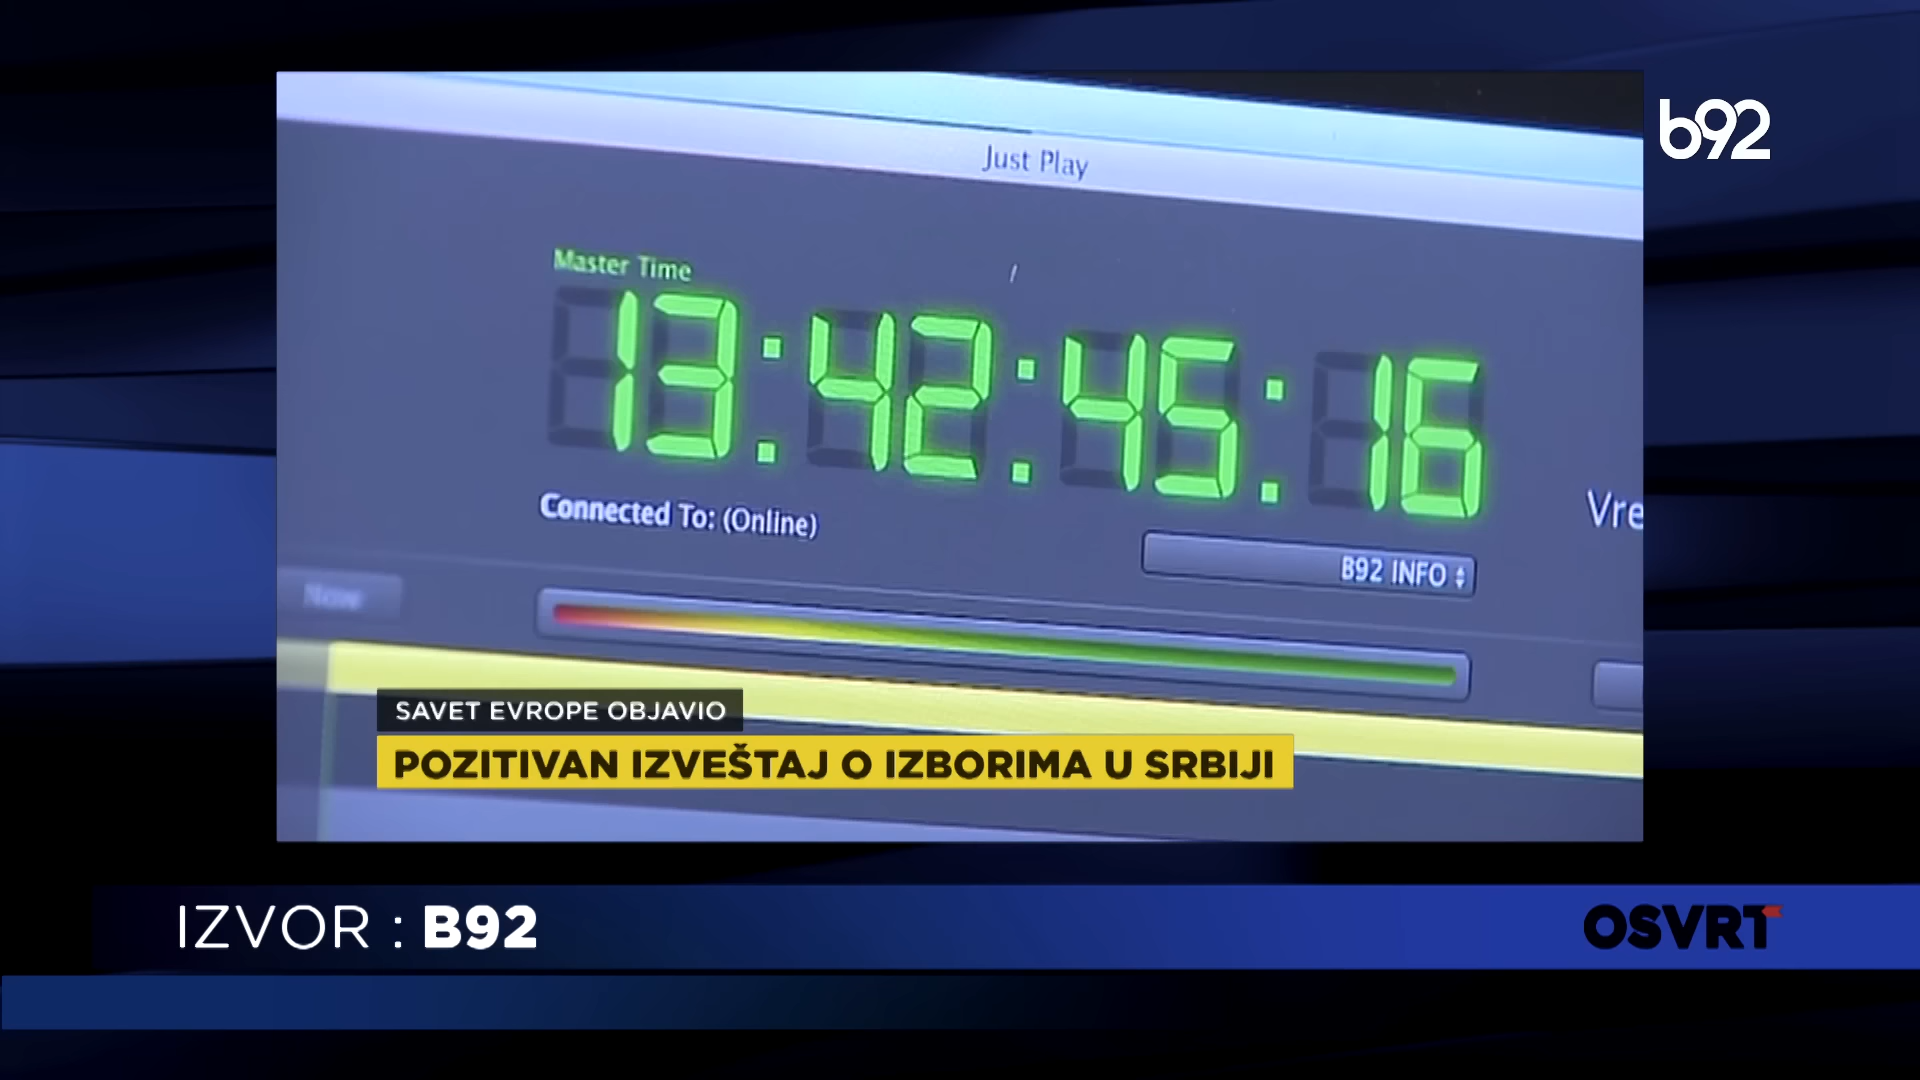 b92
Just Play
Master Time
13:42:45:16
Connected To: (Online)
Vre
B92 INFO
Now
SAVET EVROPE OBJAVIO
POZITIVAN IZVEŠTAJ O IZBORIMA U SRBIJI
IZVOR : B92
OSVRT